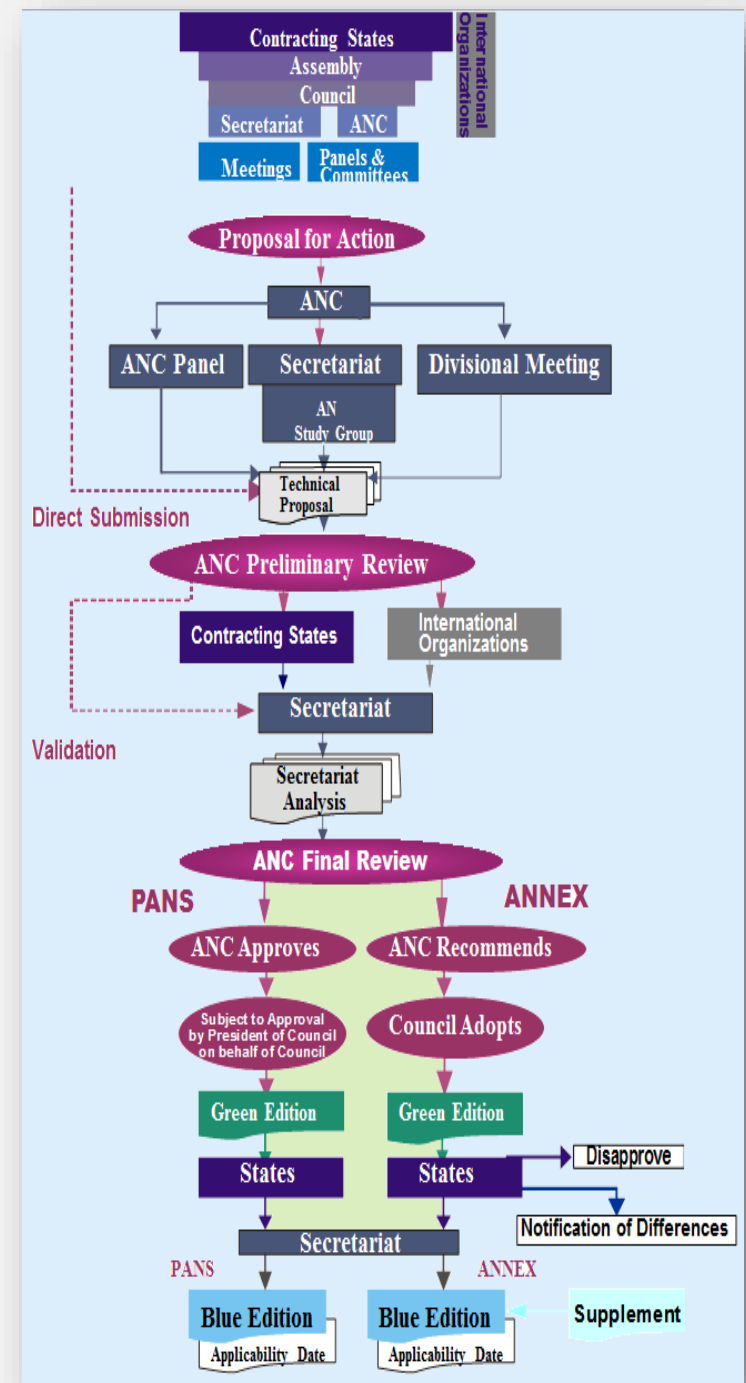 Contracting States
International
Organizations
Assembly
Council
Secretariat
ANC
Meetings
Panels &
Committees
Proposal for Action
ANC
ANC Panel
Secretariat
Divisional Meeting
AN
Study Group
Technical
Proposal
Direct Submission
ANC Preliminary Review
Contracting States
International
Organizations
Secretariat
Validation
Secretariat
Analysis
ANC Final Review
PANS
ANNEX
ANC Approves
ANC Recommends
Subject to Approval
by President of Council
on behalf of Council
Council Adopts
Green Edition
Green Edition
States
States
Disapprove
Notification of Differences
Secretariat
PANS
ANNEX
Blue Edition
Blue Edition
Supplement
Applicability Date
Applicability Date